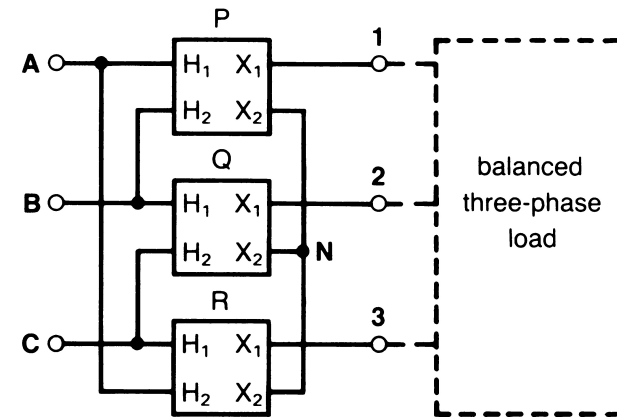 P
1
A
H₁ X₁
H₂ X₂
Q
2
B
H₁ X₁
H₂ X₂
N
R
3
C
H₁ X₁
H₂ X₂
balanced
three-phase
load